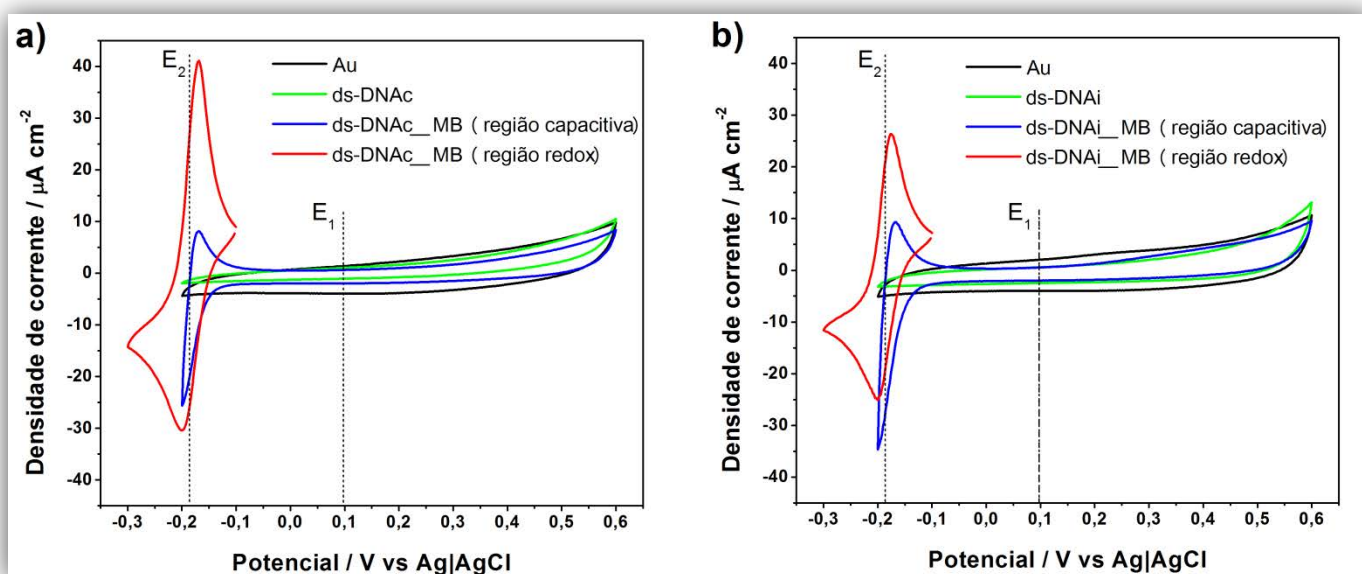 a)
E2
Au
ds-DNAc
ds-DNAc__MB ( região capacitiva)
ds-DNAc__MB ( região redox)
E1
Densidade de corrente / μA cm-2
40
30
20
10
0
-10
-20
-30
-40
-0,3 -0,2 -0,1 0,0 0,1 0,2 0,3 0,4 0,5 0,6
Potencial / V vs Ag|AgCl
b)
E2
Au
ds-DNAi
ds-DNAi__MB ( região capacitiva)
ds-DNAi__MB ( região redox)
E1
Densidade de corrente / μA cm-2
40
30
20
10
0
-10
-20
-30
-40
-0,3 -0,2 -0,1 0,0 0,1 0,2 0,3 0,4 0,5 0,6
Potencial / V vs Ag|AgCl